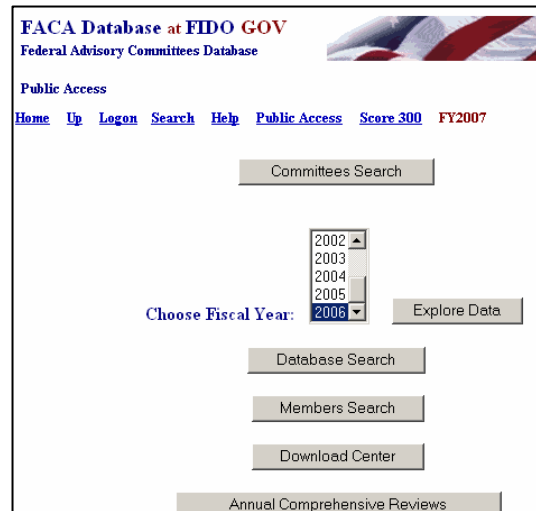 FACA Database at FIDO GOV
Federal Advisory Committees Database
Public Access
Home Up Logon Search Help Public Access Score 300 FY2007
Committees Search
2002
2003
2004
2005
Choose Fiscal Year: 2006 Explore Data
Database Search
Members Search
Download Center
Annual Comprehensive Reviews